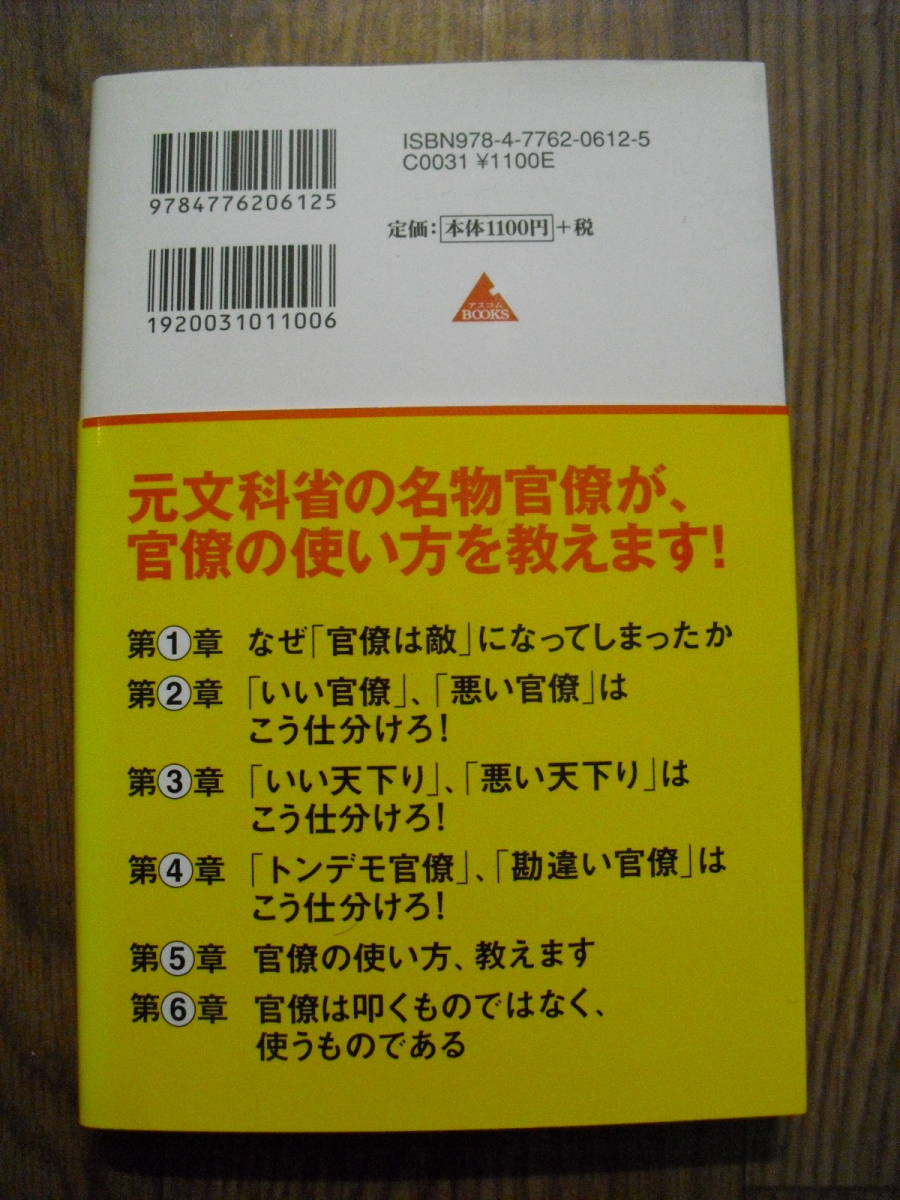 ISBN978-4-7762-0612-5
C0031 ¥1100E
9784776206125
定価：本体1100円+税
1920031011006
アスコム
BOOKS
元文科省の名物官僚が、
官僚の使い方を教えます！
第1章 なぜ「官僚は敵」になってしまったか
第2章 「いい官僚」、「悪い官僚」は
こう仕分けろ！
第3章 「いい天下り」、「悪い天下り」は
こう仕分けろ！
第4章 「トンデモ官僚」、「勘違い官僚」は
こう仕分けろ！
第5章 官僚の使い方、教えます
第6章 官僚は叩くものではなく、
使うものである